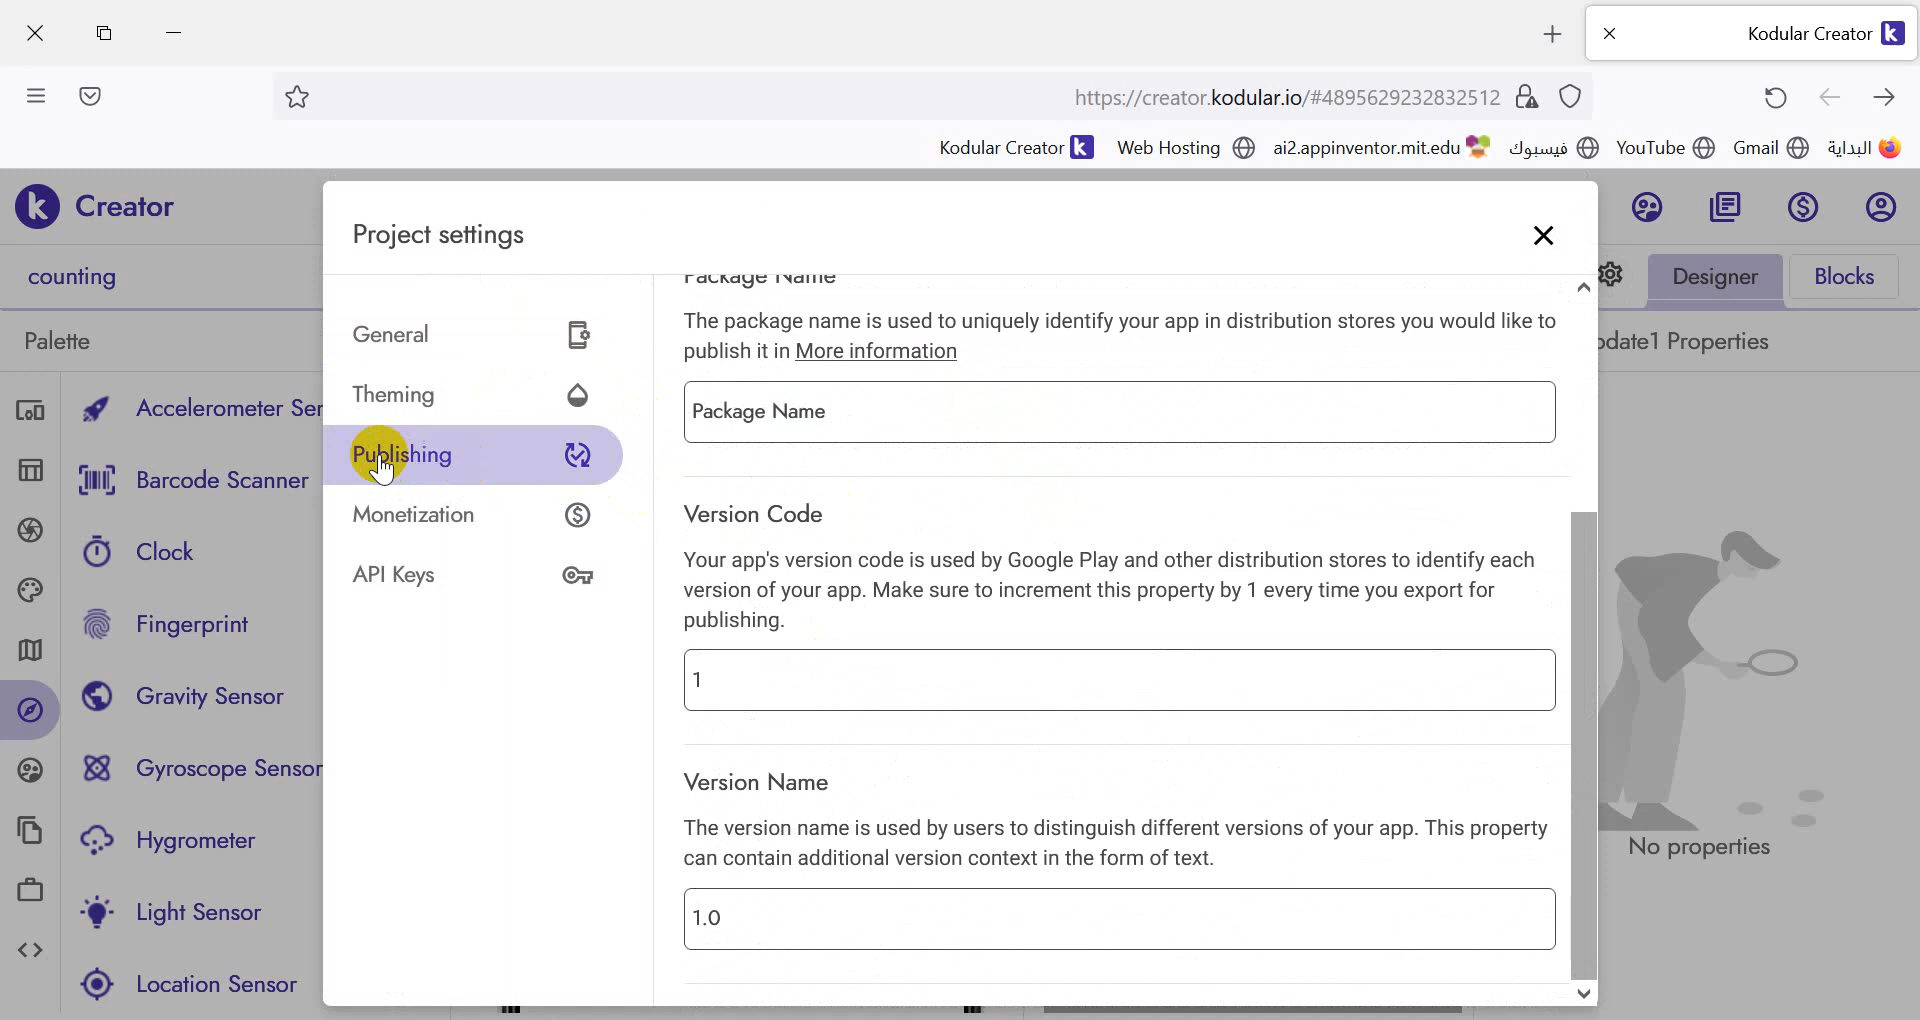 Kodular Creator
https://creator.kodular.io/#4895629232832512
Kodular Creator
Web Hosting
ai2.appinventor.mit.edu
فيسبوك
YouTube
Gmail
البداية
Creator
counting
Designer
Blocks
Palette
Properties
Accelerometer
Barcode Scanner
Clock
Fingerprint
Gravity Sensor
Gyroscope Sensor
Hygrometer
Light Sensor
Location Sensor
No properties
Project settings
General
Theming
Publishing
Monetization
API Keys
Package Name
The package name is used to uniquely identify your app in distribution stores you would like to
publish it in More information
Package Name
Version Code
Your app's version code is used by Google Play and other distribution stores to identify each
version of your app. Make sure to increment this property by 1 every time you export for
publishing.
1
Version Name
The version name is used by users to distinguish different versions of your app. This property
can contain additional version context in the form of text.
1.0